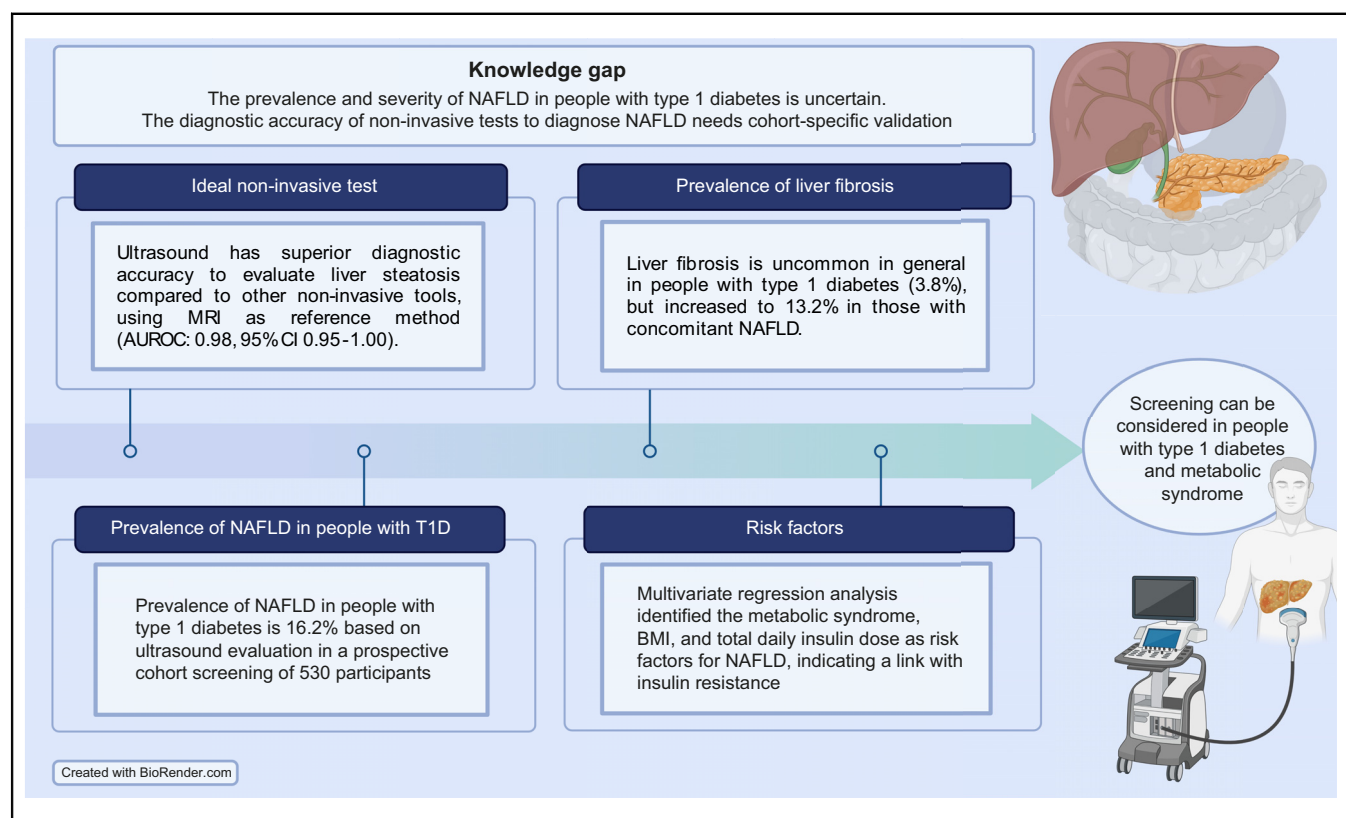 Knowledge gap
The prevalence and severity of NAFLD in people with type 1 diabetes is uncertain.
The diagnostic accuracy of non-invasive tests to diagnose NAFLD needs cohort-specific validation
Ideal non-invasive test
Ultrasound has superior diagnostic
accuracy to evaluate liver steatosis
compared to other non-invasive tools,
using MRI as reference method
(AUROC: 0.98, 95% CI 0.95-1.00).
Prevalence of liver fibrosis
Liver fibrosis is uncommon in general
in people with type 1 diabetes (3.8%),
but increased to 13.2% in those with
concomitant NAFLD.
Prevalence of NAFLD in people with T1D
Prevalence of NAFLD in people with
type 1 diabetes is 16.2% based on
ultrasound evaluation in a prospective
cohort screening of 530 participants
Risk factors
Multivariate regression analysis
identified the metabolic syndrome,
BMI, and total daily insulin dose as risk
factors for NAFLD, indicating a link with
insulin resistance
Screening can be
considered in people
with type 1 diabetes
and metabolic
syndrome
Created with BioRender.com